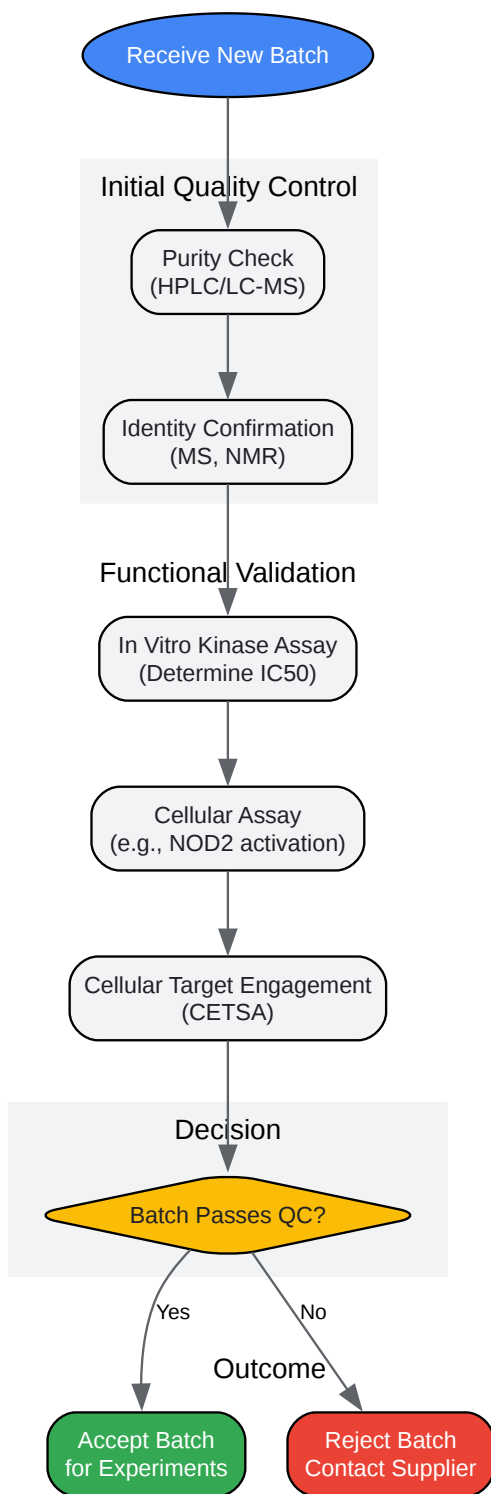 Receive New Batch
Initial Quality Control
Purity Check
(HPLC/LC-MS)
Identity Confirmation
(MS, NMR)
Functional Validation
In Vitro Kinase Assay
(Determine IC50)
Cellular Assay
(e.g., NOD2 activation)
Cellular Target Engagement
(CETSA)
Decision
Batch Passes QC?
Yes
No
Outcome
Accept Batch
for Experiments
Reject Batch
Contact Supplier